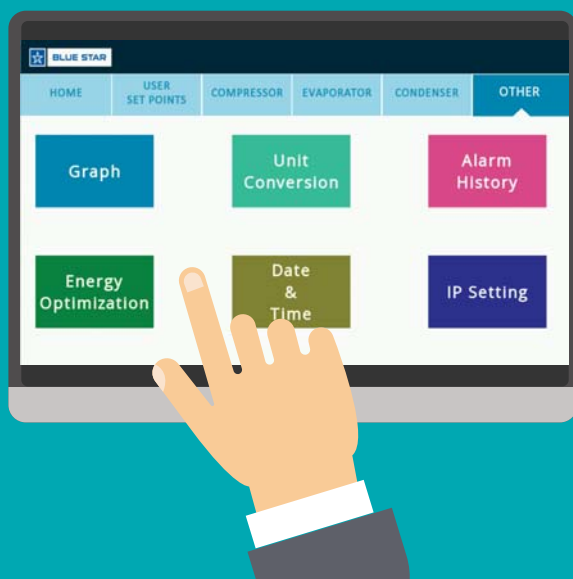 BLUE STAR
HOME
USER
SET POINTS
COMPRESSOR
EVAPORATOR
CONDENSER
OTHER
Graph
Unit
Conversion
Alarm
History
Energy
Optimization
Date
&
Time
IP Setting